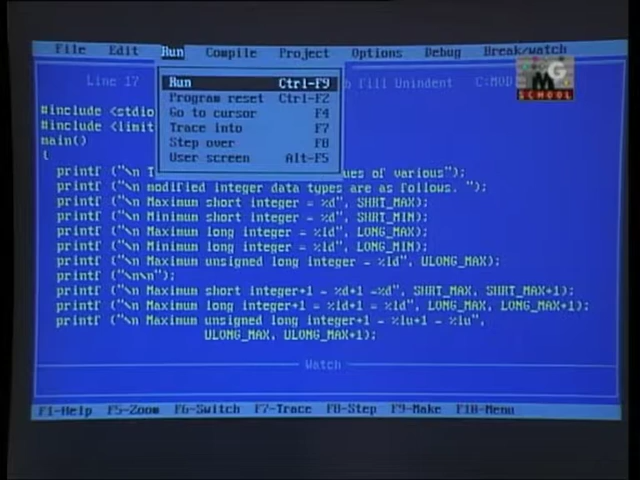 File Edit Run Compile Project Options Debug Break/watch
Line 17 Fill Unindent C:MOD
MG
SCHOOL
Run Ctrl-F9
Program reset Ctrl-F2
Go to cursor F4
Trace into F7
Step over F8
User screen Alt-F5
#include <stdio
#include <limit
main()
{
printf ("\n T ues of various");
printf ("\n modified integer data types are as follows. ");
printf ("\n Maximum short integer = %d", SHRT_MAX);
printf ("\n Minimum short integer = %d", SHRT_MIN);
printf ("\n Maximum long integer = %ld", LONG_MAX);
printf ("\n Minimum long integer = %ld", LONG_MIN);
printf ("\n Maximum unsigned long integer = %ld", ULONG_MAX);
printf ("\n\n");
printf ("\n Maximum short integer+1 = %d+1 =%d", SHRT_MAX, SHRT_MAX+1);
printf ("\n Maximum long integer+1 = %ld+1 = %ld", LONG_MAX, LONG_MAX+1);
printf ("\n Maximum unsigned long integer+1 = %lu+1 = %lu",
ULONG_MAX, ULONG_MAX+1);
Watch
F1-Help F5-Zoom F6-Switch F7-Trace F8-Step F9-Make F10-Menu